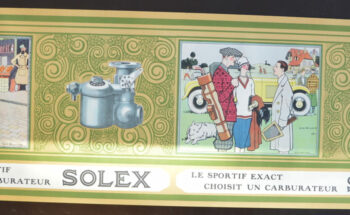 TIF
RBURATEUR
SOLEX
LE SPORTIF EXACT
CHOISIT UN CARBURATEUR